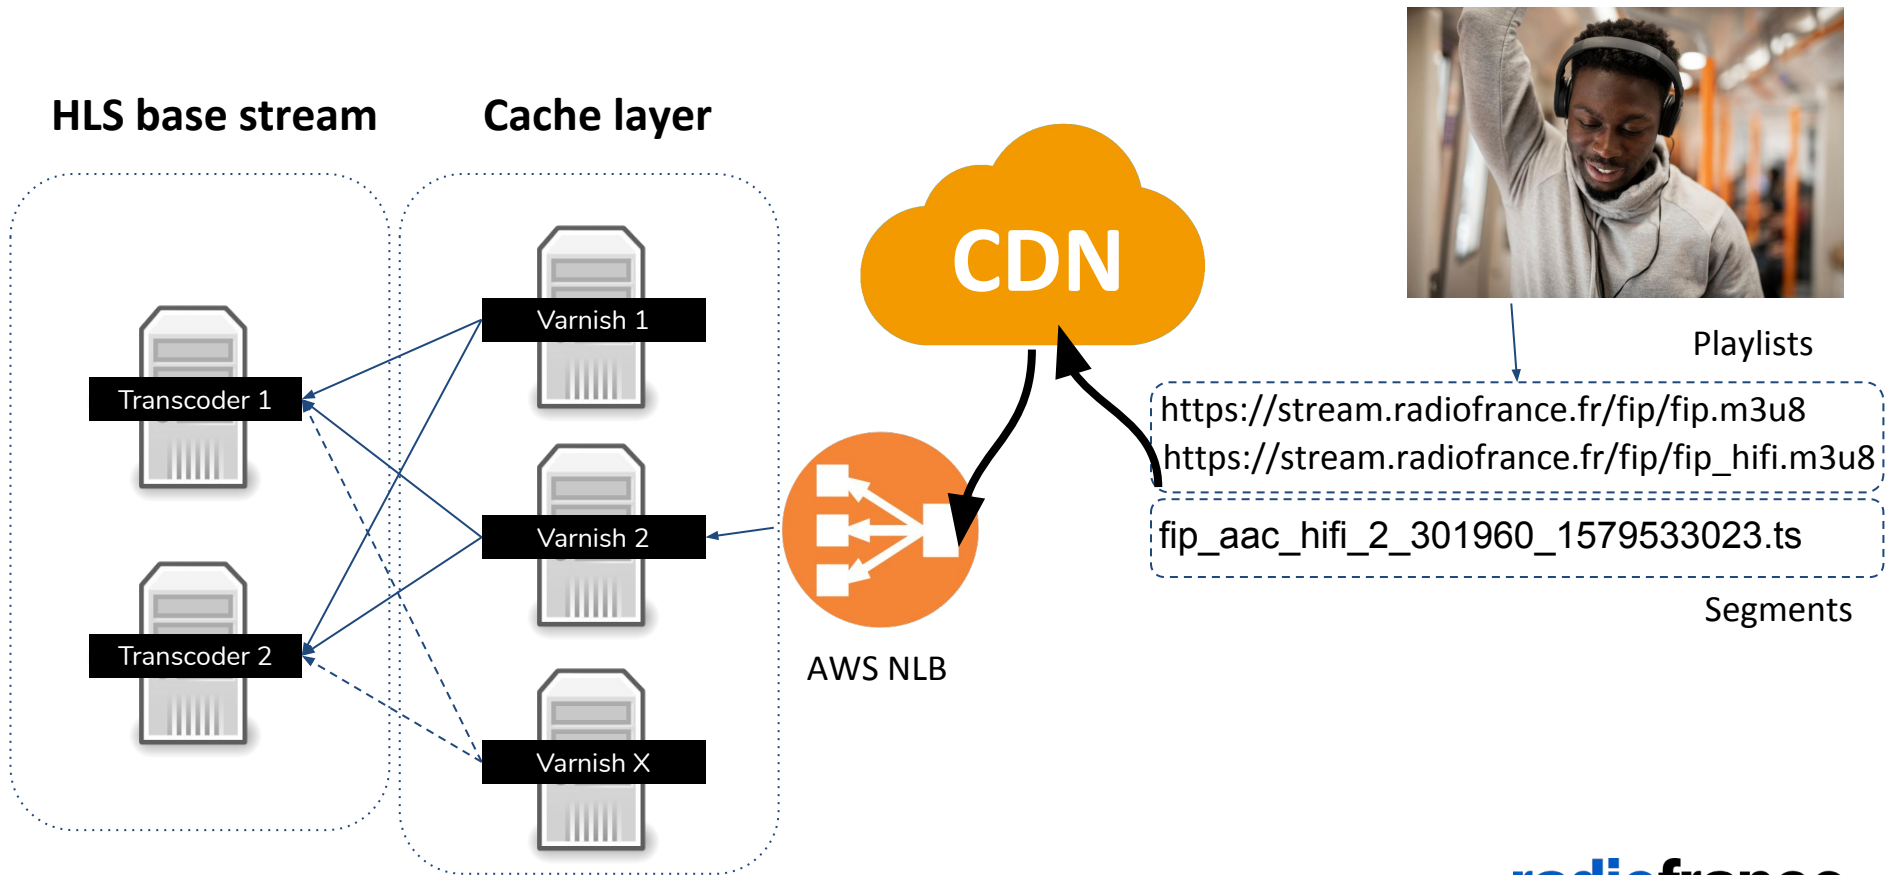 HLS base stream
Cache layer
CDN
Varnish 1
Transcoder 1
Varnish 2
Transcoder 2
Varnish X
AWS NLB
Playlists
https://stream.radiofrance.fr/fip/fip.m3u8
https://stream.radiofrance.fr/fip/fip_hifi.m3u8
fip_aac_hifi_2_301960_1579533023.ts
Segments
radiofrance